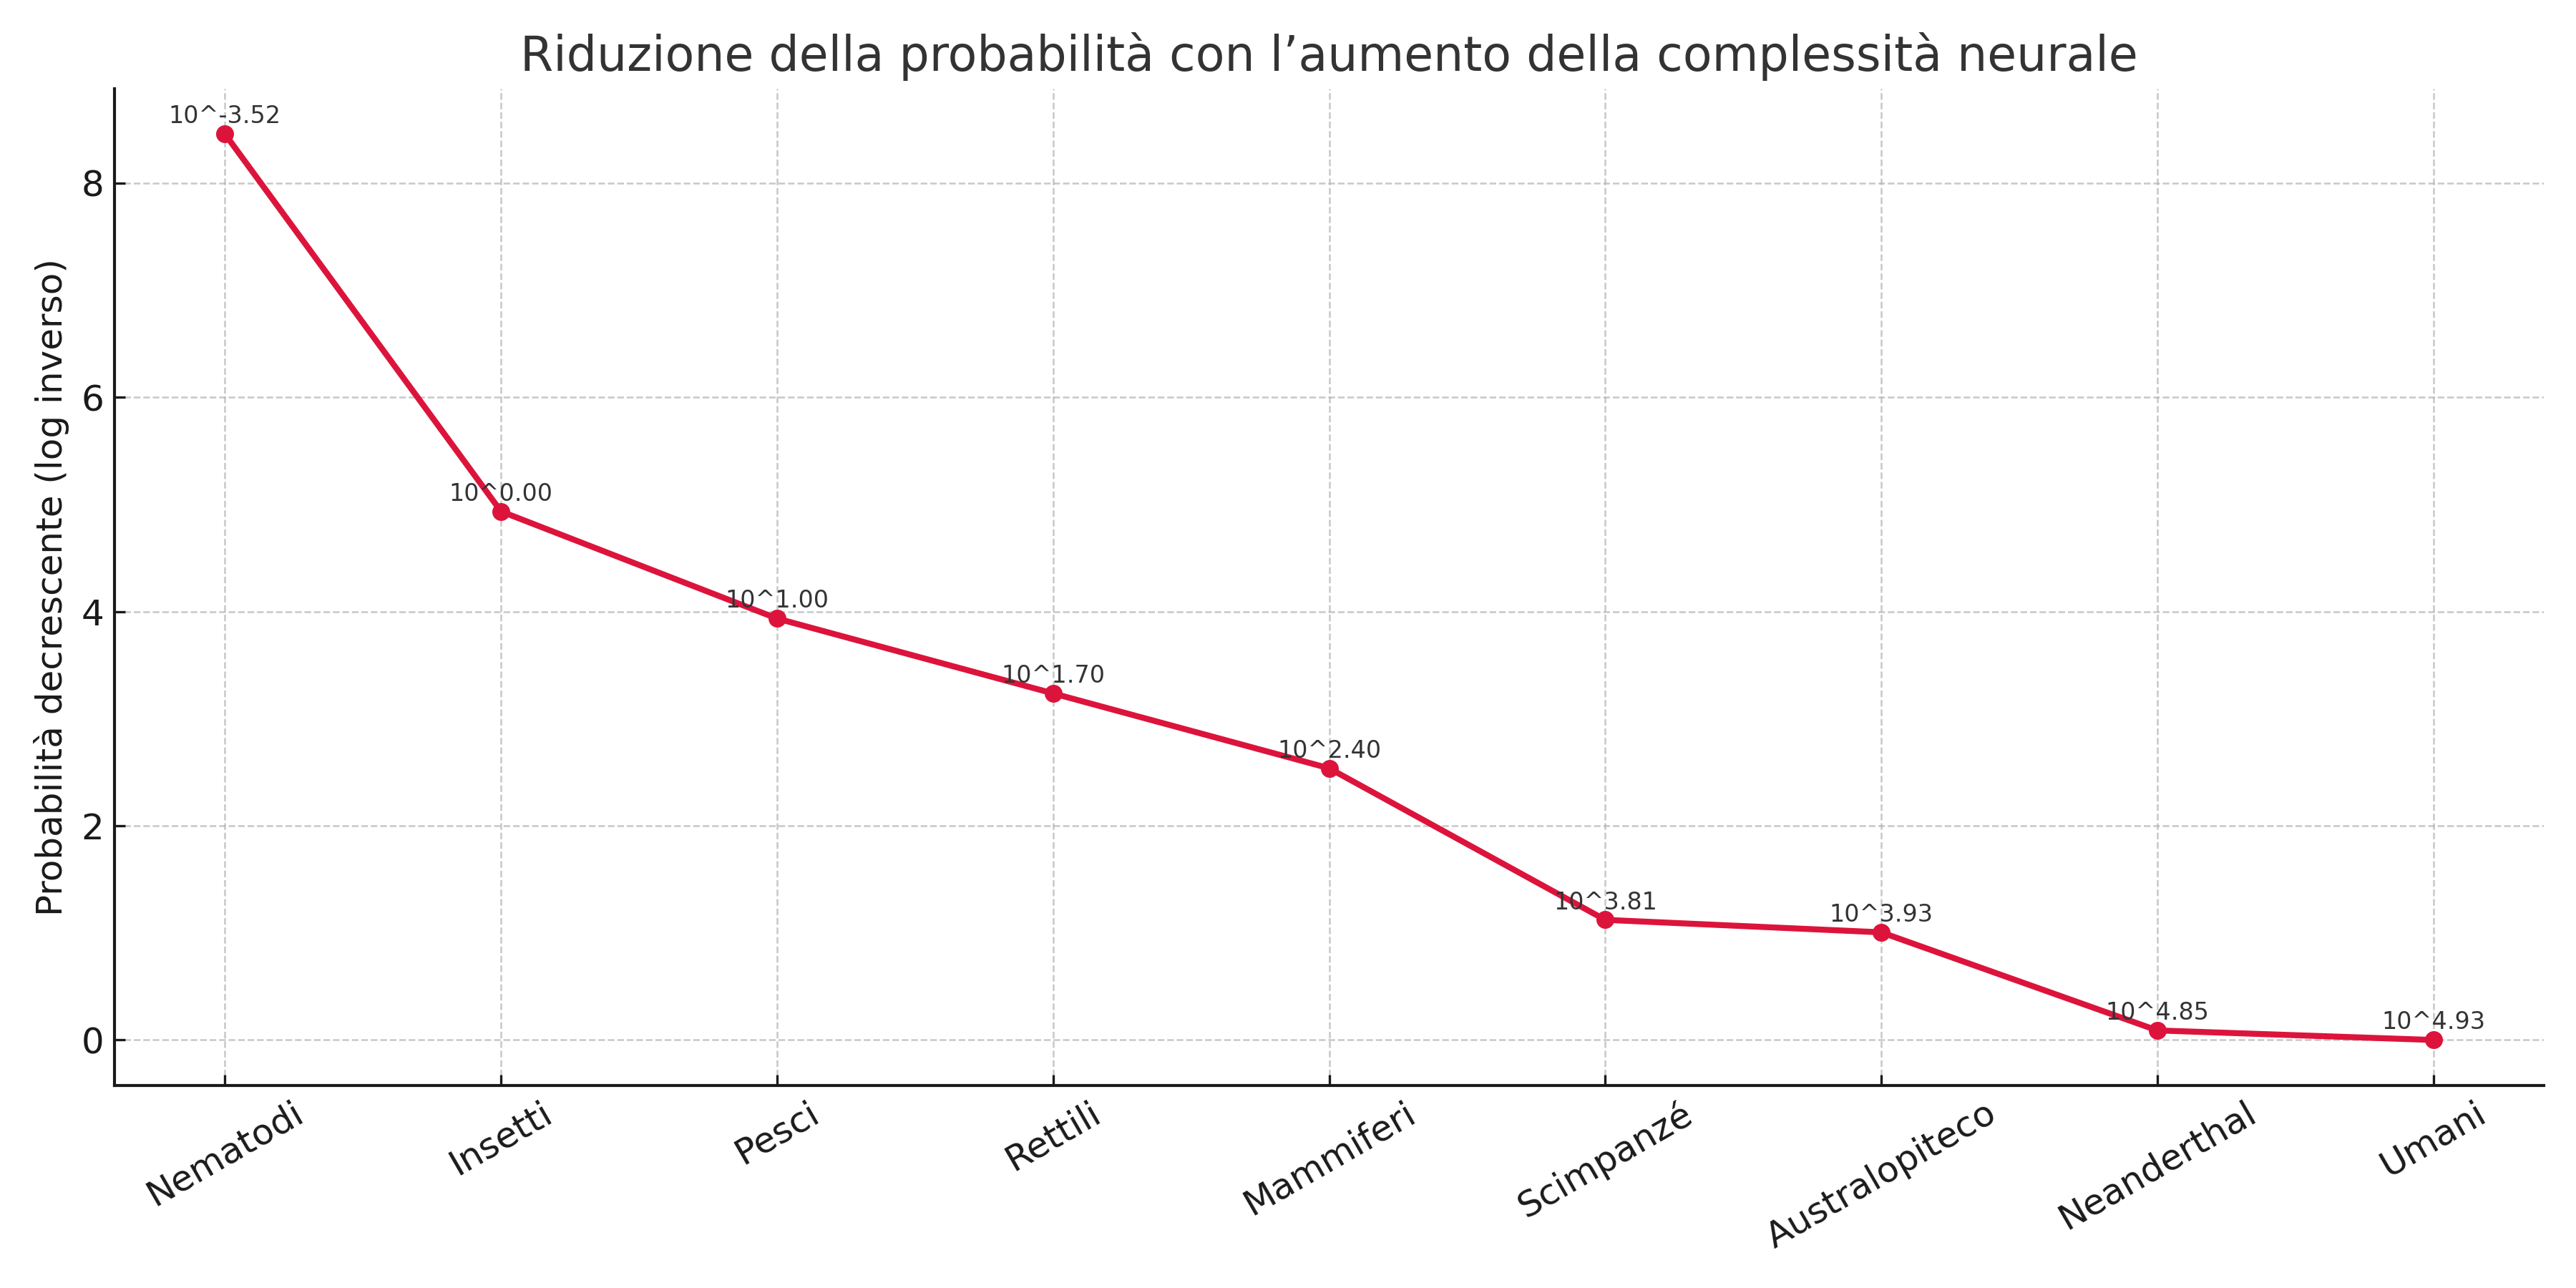 Riduzione della probabilità con l’aumento della complessità neurale
Probabilità decrescente (log inverso)
8
6
4
2
0
10^-3.52
10^0.00
10^1.00
10^1.70
10^2.40
10^3.81
10^3.93
10^4.85
10^4.93
Nematodi
Insetti
Pesci
Rettili
Mammiferi
Scimpanzé
Australopiteco
Neanderthal
Umani